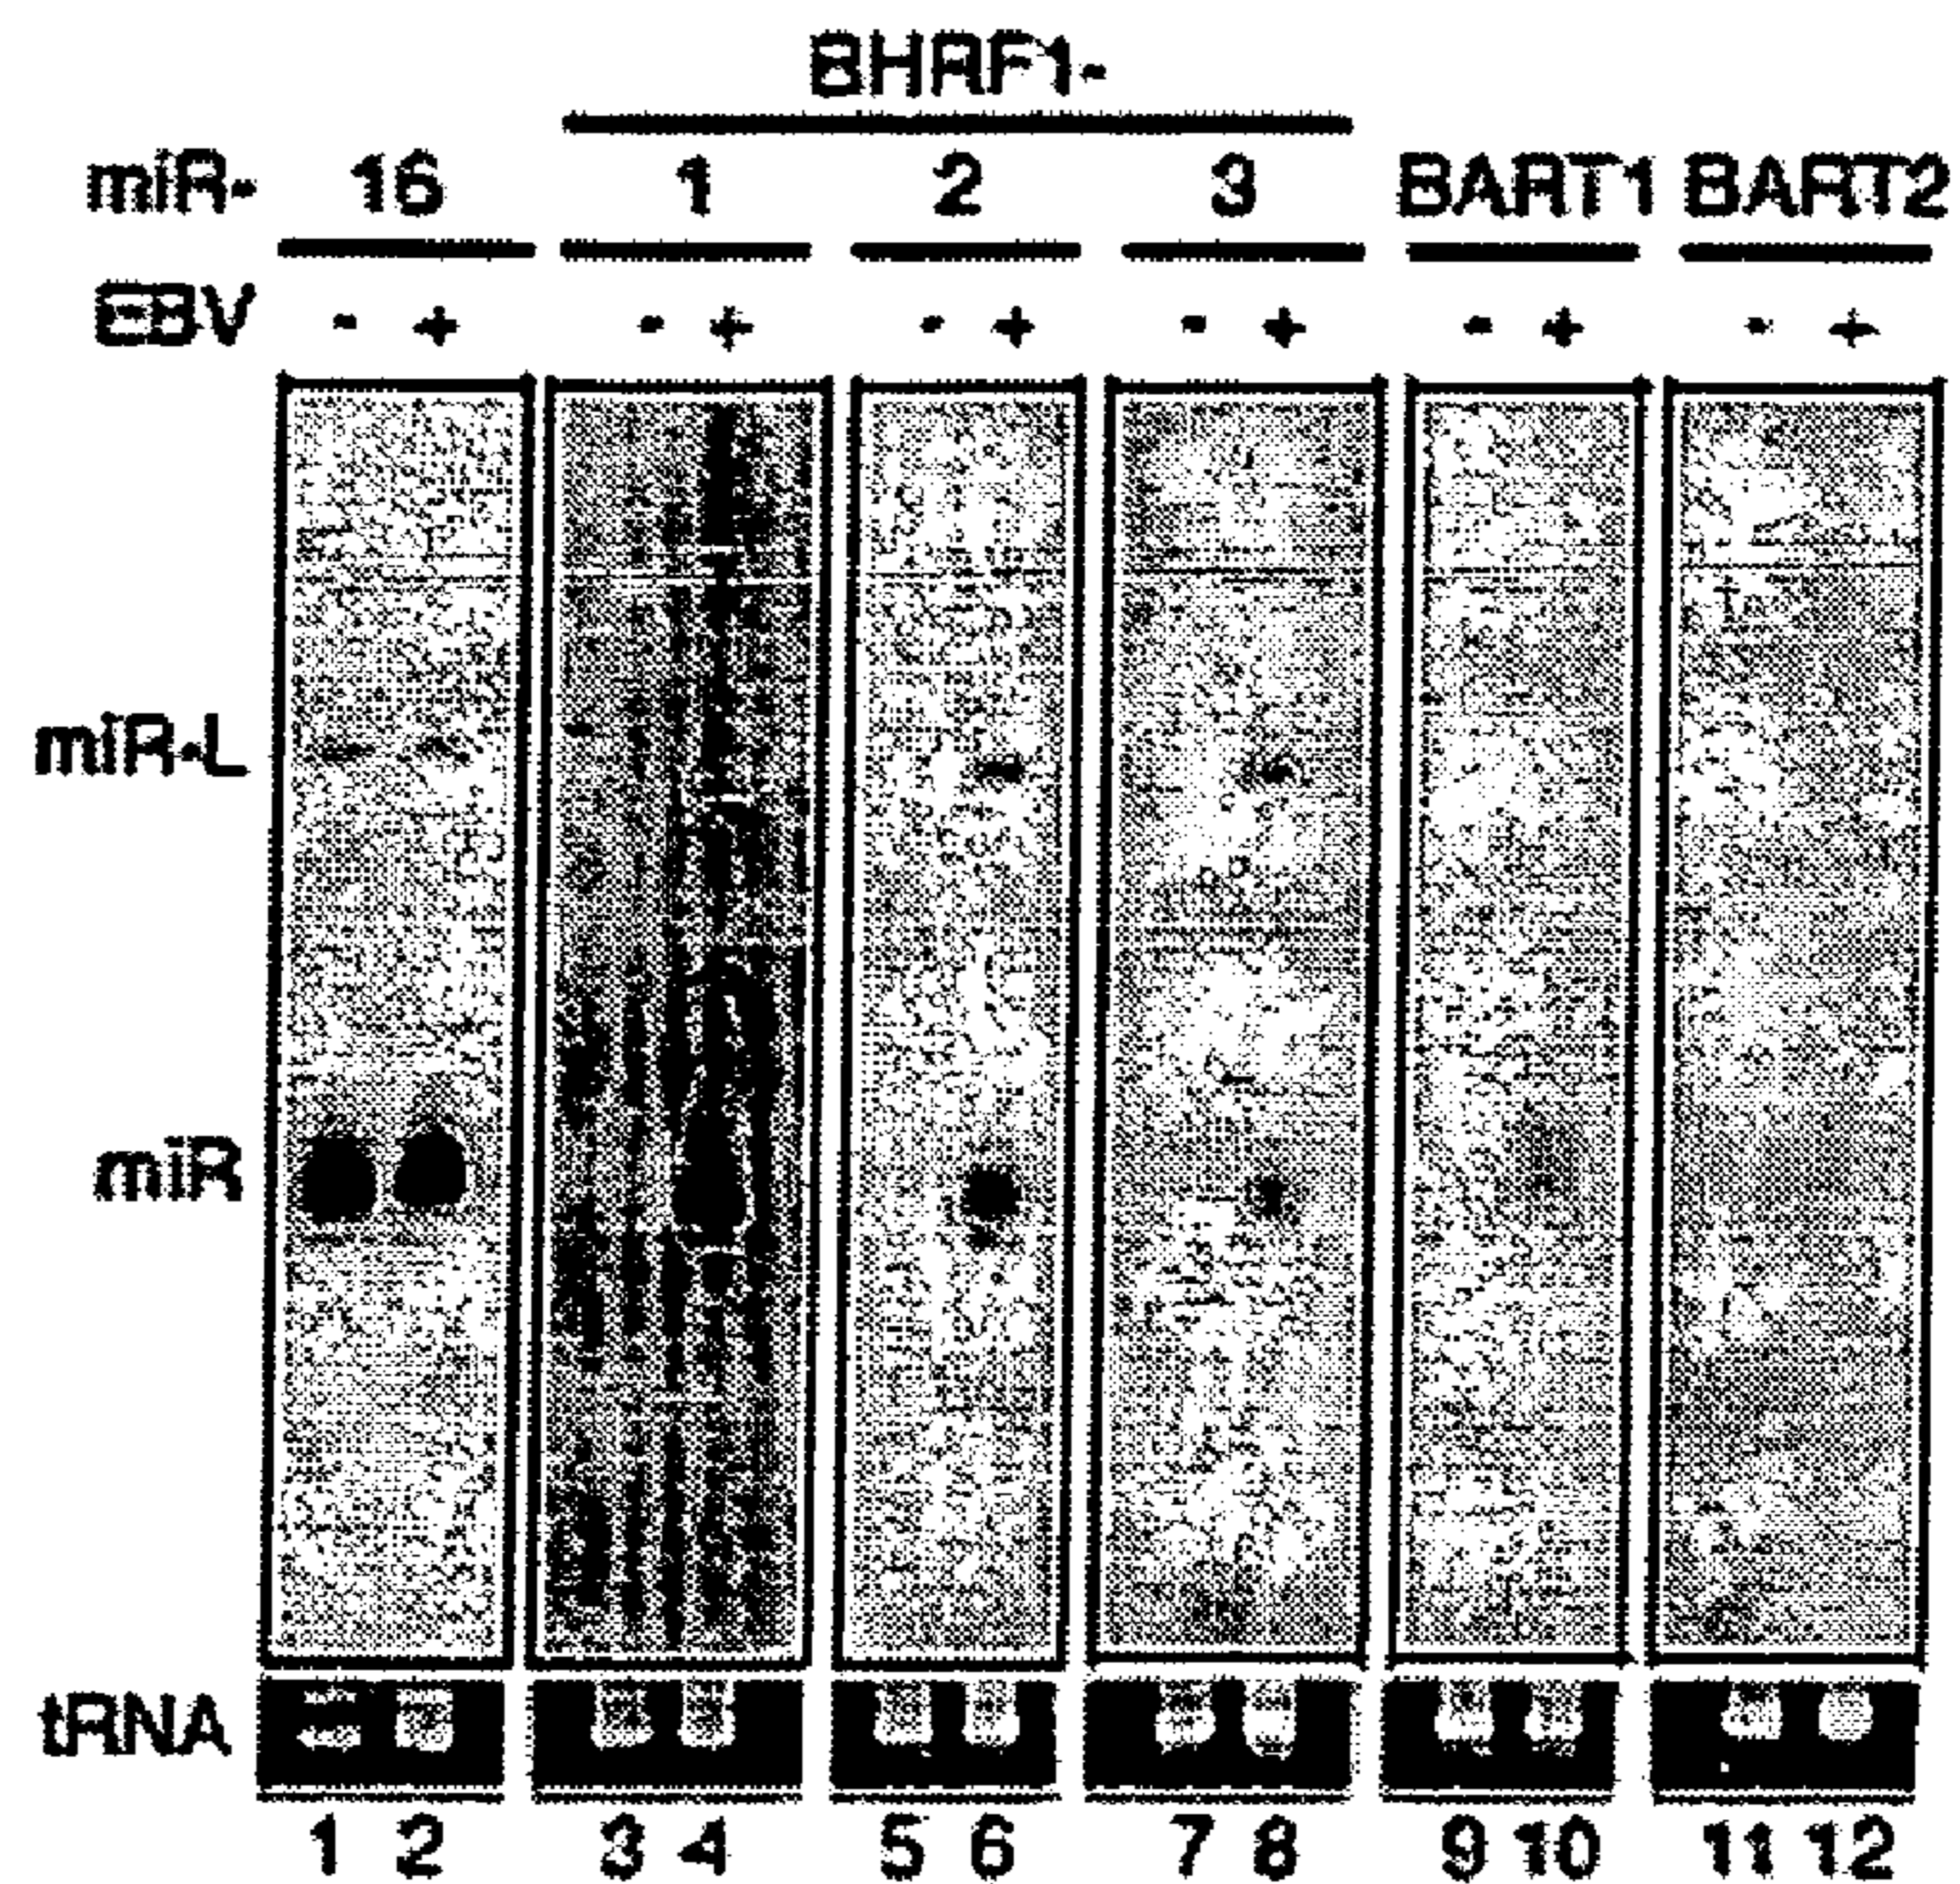 BHRF1-
miR- 16 1 2 3 BART1 BART2
EBV - + - + - + - + - + - +
miR-L
miR
tRNA
1 2 3 4 5 6 7 8 9 10 11 12